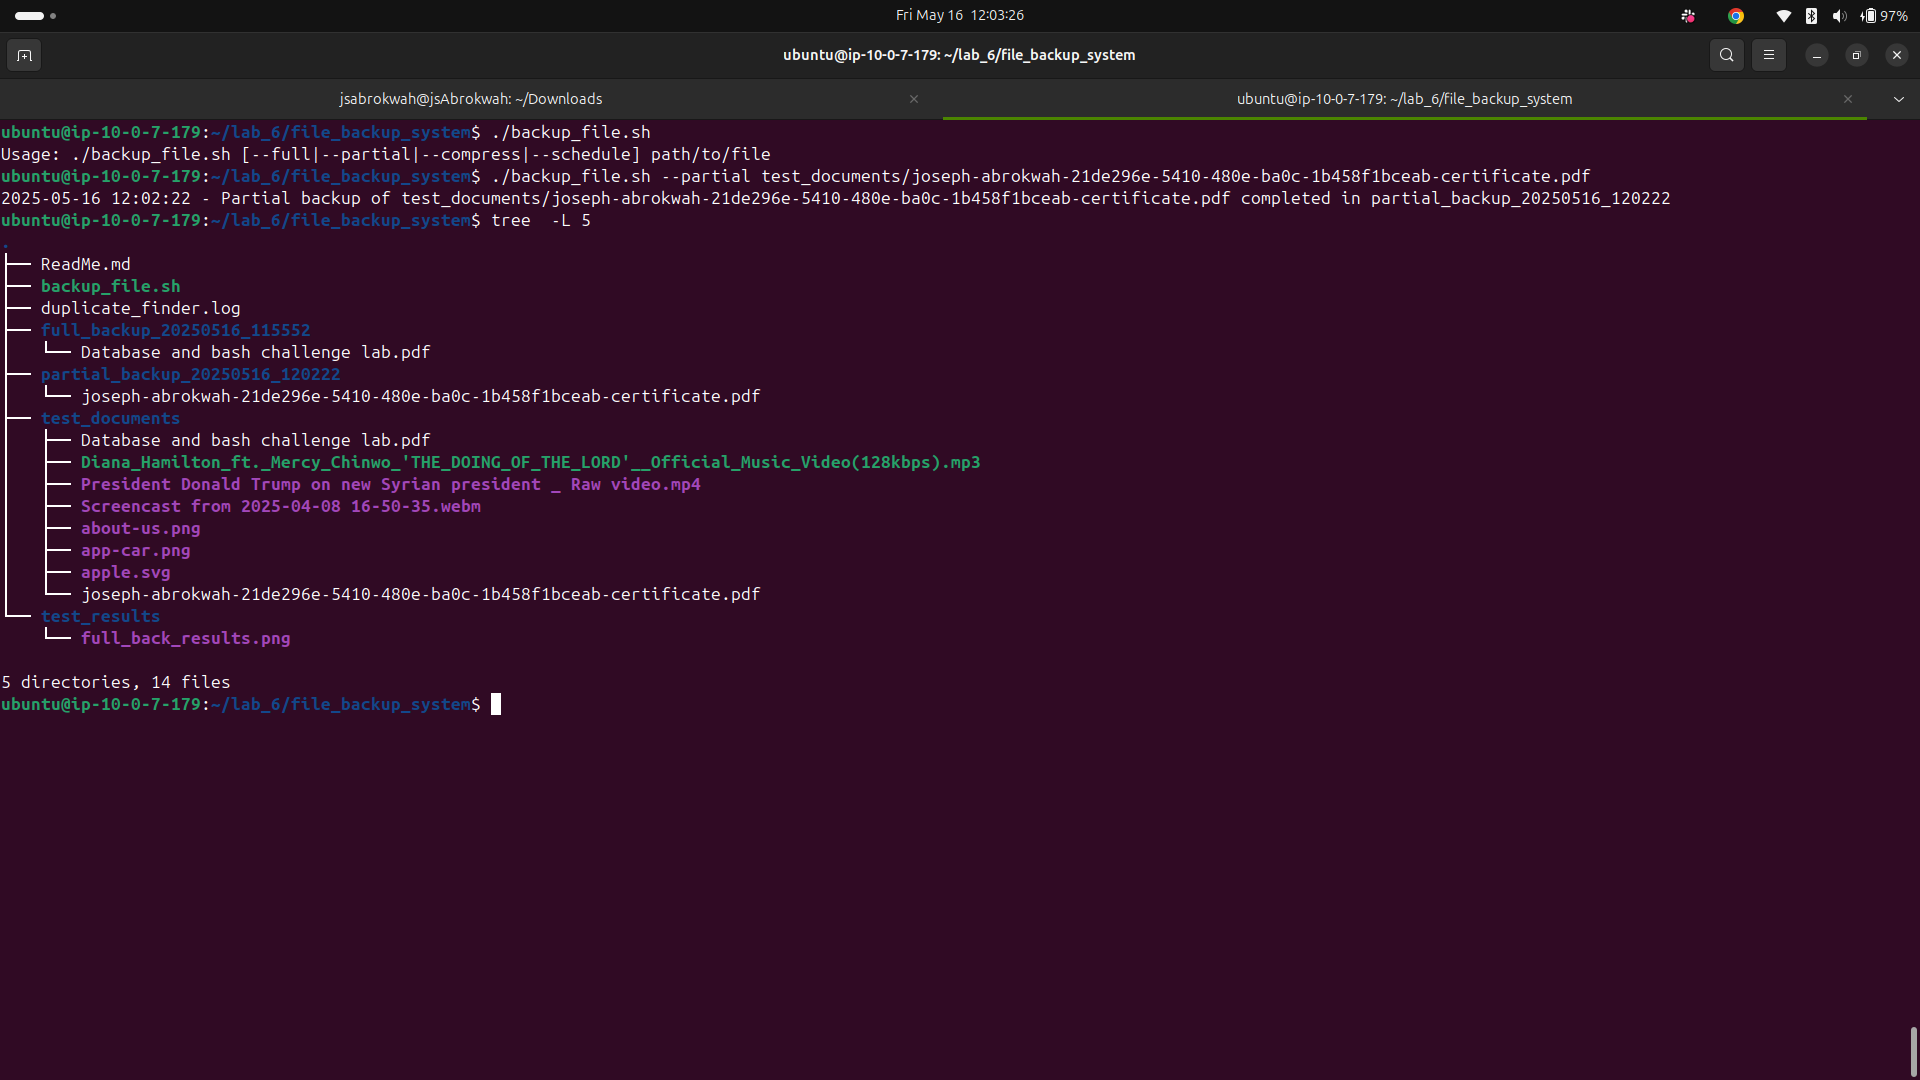 Fri May 16 12:03:26
97%
ubuntu@ip-10-0-7-179: ~/lab_6/file_backup_system
jsabrokwah@jsAbrokwah: ~/Downloads
ubuntu@ip-10-0-7-179: ~/lab_6/file_backup_system
ubuntu@ip-10-0-7-179:~/lab_6/file_backup_system$ ./backup_file.sh
Usage: ./backup_file.sh [--full|--partial|--compress|--schedule] path/to/file
ubuntu@ip-10-0-7-179:~/lab_6/file_backup_system$ ./backup_file.sh --partial test_documents/joseph-abrokwah-21de296e-5410-480e-ba0c-1b458f1bceab-certificate.pdf
2025-05-16 12:02:22 - Partial backup of test_documents/joseph-abrokwah-21de296e-5410-480e-ba0c-1b458f1bceab-certificate.pdf completed in partial_backup_20250516_120222
ubuntu@ip-10-0-7-179:~/lab_6/file_backup_system$ tree  -L 5
.
├── ReadMe.md
├── backup_file.sh
├── duplicate_finder.log
├── full_backup_20250516_115552
│   └── Database and bash challenge lab.pdf
├── partial_backup_20250516_120222
│   └── joseph-abrokwah-21de296e-5410-480e-ba0c-1b458f1bceab-certificate.pdf
├── test_documents
│   ├── Database and bash challenge lab.pdf
│   ├── Diana_Hamilton_ft._Mercy_Chinwo_'THE_DOING_OF_THE_LORD'__Official_Music_Video(128kbps).mp3
│   ├── President Donald Trump on new Syrian president _ Raw video.mp4
│   ├── Screencast from 2025-04-08 16-50-35.webm
│   ├── about-us.png
│   ├── app-car.png
│   ├── apple.svg
│   └── joseph-abrokwah-21de296e-5410-480e-ba0c-1b458f1bceab-certificate.pdf
└── test_results
    └── full_back_results.png
5 directories, 14 files
ubuntu@ip-10-0-7-179:~/lab_6/file_backup_system$